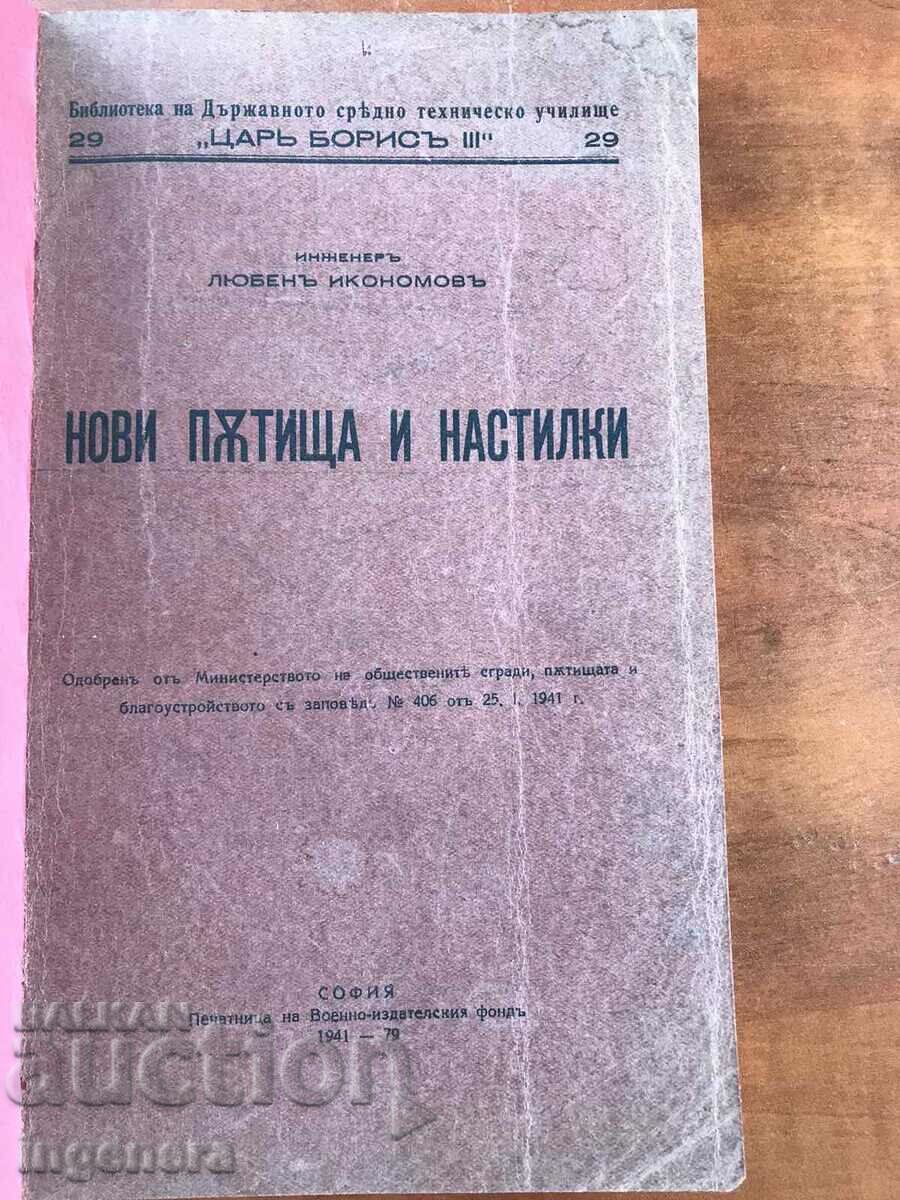 Библиотека на Държавното срѣдно техническо училище
29 „ЦАРЬ БОРИСЪ III“ 29
ИНЖЕНЕРЪ
ЛЮБЕНЪ ИКОНОМОВЪ
НОВИ ПѪТИЩА И НАСТИЛКИ
Одобренъ отъ Министерството на общественитѣ сгради, пѫтищата и
благоустройството съ заповѣдь № 406 отъ 25. I. 1941 г.
СОФИЯ
Печатница на Военно-издателския фондъ
1941 — 79
BALKAN
auction
ingenera